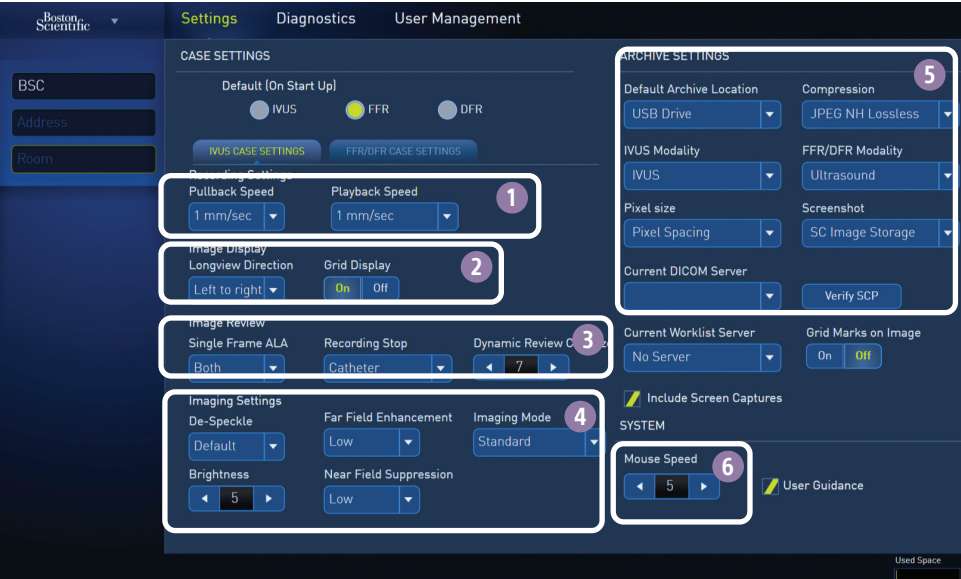 Boston
Scientific
Settings Diagnostics User Management
BSC
Address
Room
CASE SETTINGS
Default (On Start Up)
IVUS FFR DFR
IVUS CASE SETTINGS FFR/DFR CASE SETTINGS
Recording Settings
Pullback Speed Playback Speed
1 mm/sec 1 mm/sec
1
Image Display
Longview Direction Grid Display
Left to right On Off
2
Image Review
Single Frame ALA Recording Stop Dynamic Review
Both Catheter 7
3
Imaging Settings
De-Speckle Far Field Enhancement Imaging Mode
Default Low Standard
4
Brightness Near Field Suppression
5 Low
ARCHIVE SETTINGS
5
Default Archive Location Compression
USB Drive JPEG NH Lossless
IVUS Modality FFR/DFR Modality
IVUS Ultrasound
Pixel size Screenshot
Pixel Spacing SC Image Storage
Current DICOM Server
Verify SCP
Current Worklist Server Grid Marks on Image
No Server On Off
Include Screen Captures
SYSTEM
Mouse Speed
6
5 User Guidance
Used Space